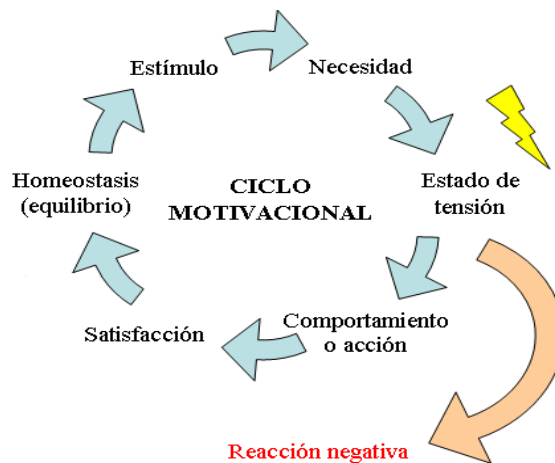 Estímulo
Necesidad
Homeostasis
(equilibrio)
CICLO
MOTIVACIONAL
Estado de
tensión
Satisfacción
Comportamiento
o acción
Reacción negativa